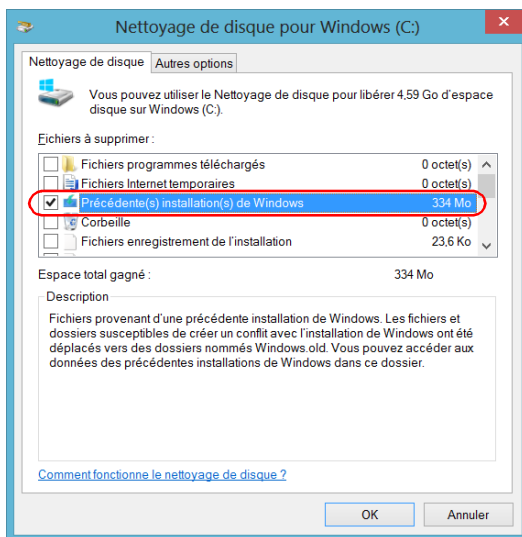 Nettoyage de disque pour Windows (C:)
Nettoyage de disque Autres options
Vous pouvez utiliser le Nettoyage de disque pour libérer 4,59 Go d'espace
disque sur Windows (C:).
Fichiers à supprimer :
Fichiers programmes téléchargés 0 octet(s)
Fichiers Internet temporaires 0 octet(s)
Précédente(s) installation(s) de Windows 334 Mo
Corbeille 0 octet(s)
Fichiers enregistrement de l'installation 23,6 Ko
Espace total gagné : 334 Mo
Description
Fichiers provenant d'une précédente installation de Windows. Les fichiers et
dossiers susceptibles de créer un conflit avec l'installation de Windows ont été
déplacés vers des dossiers nommés Windows.old. Vous pouvez accéder aux
données des précédentes installations de Windows dans ce dossier.
Comment fonctionne le nettoyage de disque ?
OK Annuler